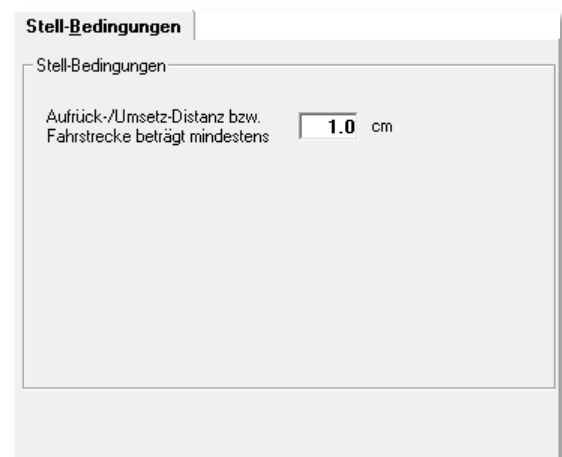 Stell-Bedingungen
Stell-Bedingungen
Aufrück-/Umsetz-Distanz bzw.
Fahrstrecke beträgt mindestens 1.0 cm